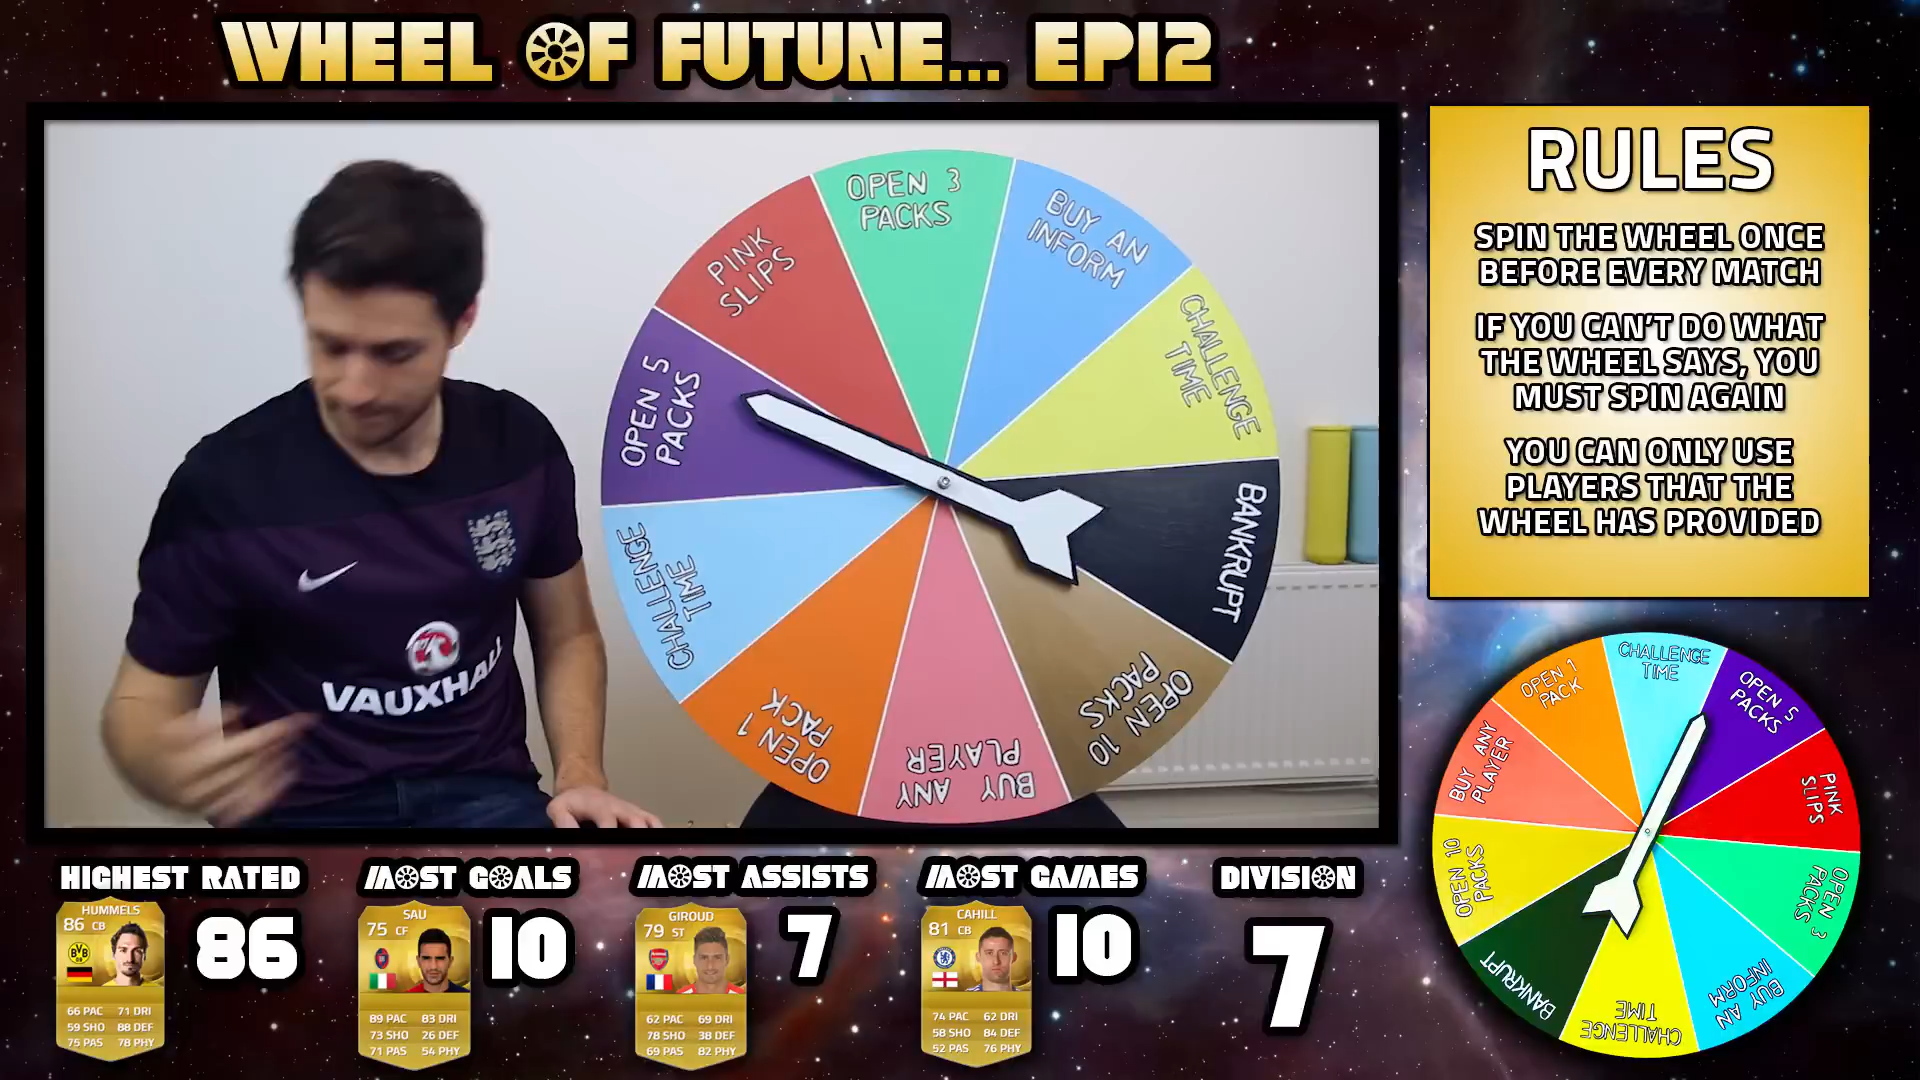 WHEEL OF FUTUNE... EP12
OPEN 3
PACKS
BUY AN
INFORM
CHALLENGE
TIME
BANKRUPT
OPEN 10
PACKS
BUY ANY
PLAYER
OPEN 1
PACK
CHALLENGE
TIME
OPEN 5
PACKS
PINK
SLIPS
VAUXHALL
RULES
SPIN THE WHEEL ONCE
BEFORE EVERY MATCH
IF YOU CAN'T DO WHAT
THE WHEEL SAYS, YOU
MUST SPIN AGAIN
YOU CAN ONLY USE
PLAYERS THAT THE
WHEEL HAS PROVIDED
CHALLENGE
TIME
OPEN 5
PACKS
PINK
SLIPS
OPEN 3
PACKS
BUY AN
INFORM
CHALLENGE
TIME
BANKRUPT
OPEN 10
PACKS
BUY ANY
PLAYER
OPEN 1
PACK
HIGHEST RATED
HUMMELS
86 CB
BVB
09
66 PAC 71 DRI
59 SHO 88 DEF
75 PAS 78 PHY
86
MOST GOALS
SAU
75 CF
89 PAC 83 DRI
73 SHO 26 DEF
71 PAS 54 PHY
10
MOST ASSISTS
GIROUD
79 ST
62 PAC 69 DRI
78 SHO 38 DEF
69 PAS 82 PHY
7
MOST GAMES
CAHILL
81 CB
74 PAC 62 DRI
58 SHO 84 DEF
52 PAS 76 PHY
10
DIVISION
7